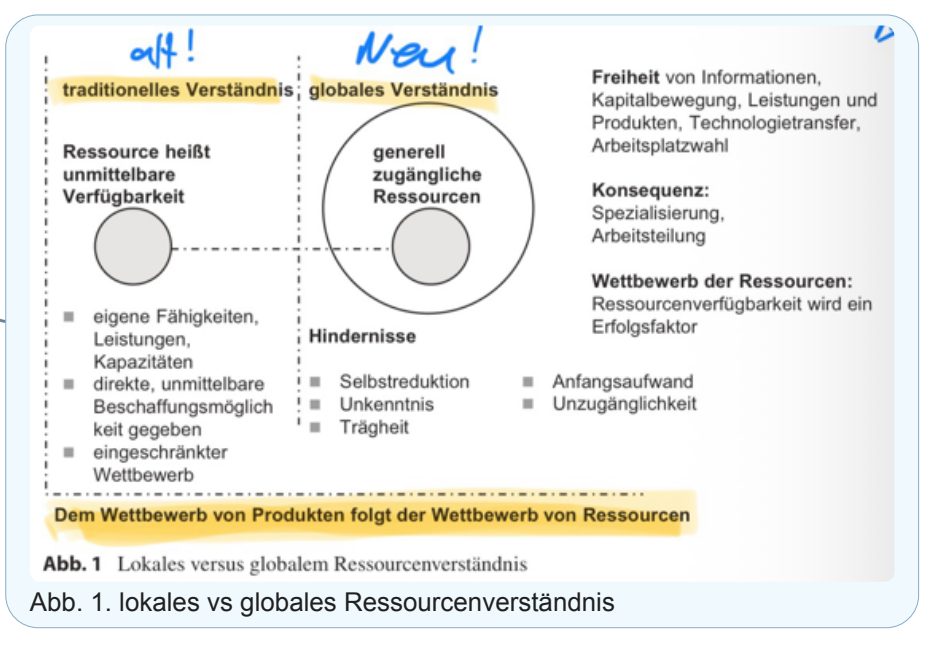 alt!
Neu!
traditionelles Verständnis
globales Verständnis
Ressource heißt
unmittelbare
Verfügbarkeit
generell
zugängliche
Ressourcen
eigene Fähigkeiten,
Leistungen,
Kapazitäten
direkte, unmittelbare
Beschaffungsmöglich
keit gegeben
eingeschränkter
Wettbewerb
Hindernisse
Selbstreduktion
Unkenntnis
Trägheit
Anfangsaufwand
Unzugänglichkeit
Freiheit von Informationen,
Kapitalbewegung, Leistungen und
Produkten, Technologietransfer,
Arbeitsplatzwahl
Konsequenz:
Spezialisierung,
Arbeitsteilung
Wettbewerb der Ressourcen:
Ressourcenverfügbarkeit wird ein
Erfolgsfaktor
Dem Wettbewerb von Produkten folgt der Wettbewerb von Ressourcen
Abb. 1 Lokales versus globalem Ressourcenverständnis
Abb. 1. lokales vs globales Ressourcenverständnis